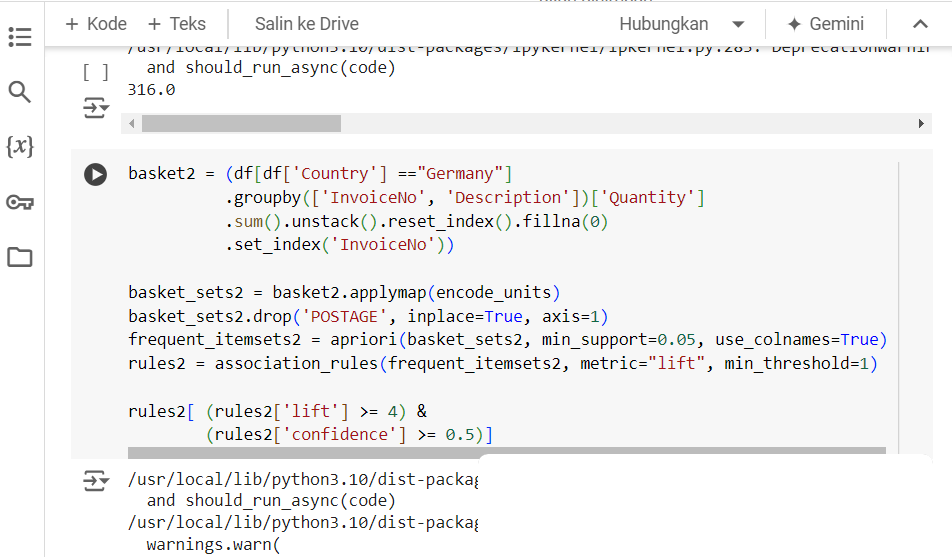 + Kode + Teks Salin ke Drive Hubungkan Gemini
/usr/local/lib/python3.10/dist-packages/ipykernel/ipkernel.py:283: DeprecationWarnin
[ ] and should_run_async(code)
316.0
{x}
basket2 = (df[df['Country'] =="Germany"]
.groupby(['InvoiceNo', 'Description'])['Quantity']
.sum().unstack().reset_index().fillna(0)
.set_index('InvoiceNo'))
basket_sets2 = basket2.applymap(encode_units)
basket_sets2.drop('POSTAGE', inplace=True, axis=1)
frequent_itemsets2 = apriori(basket_sets2, min_support=0.05, use_colnames=True)
rules2 = association_rules(frequent_itemsets2, metric="lift", min_threshold=1)
rules2[ (rules2['lift'] >= 4) &
(rules2['confidence'] >= 0.5)]
/usr/local/lib/python3.10/dist-packag
and should_run_async(code)
/usr/local/lib/python3.10/dist-packag
warnings.warn(